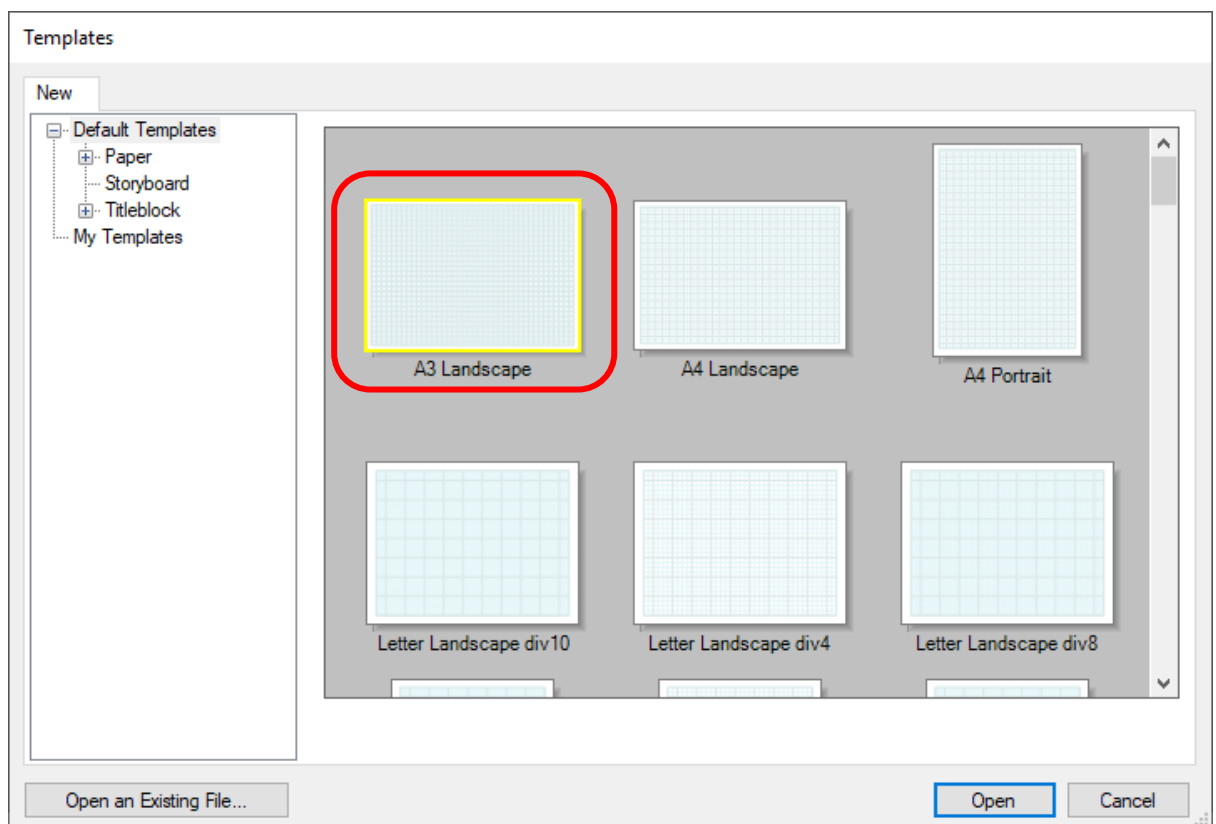 Templates
New
Default Templates
Paper
Storyboard
Titleblock
My Templates
A3 Landscape
A4 Landscape
A4 Portrait
Letter Landscape div10
Letter Landscape div4
Letter Landscape div8
Open an Existing File...
Open
Cancel